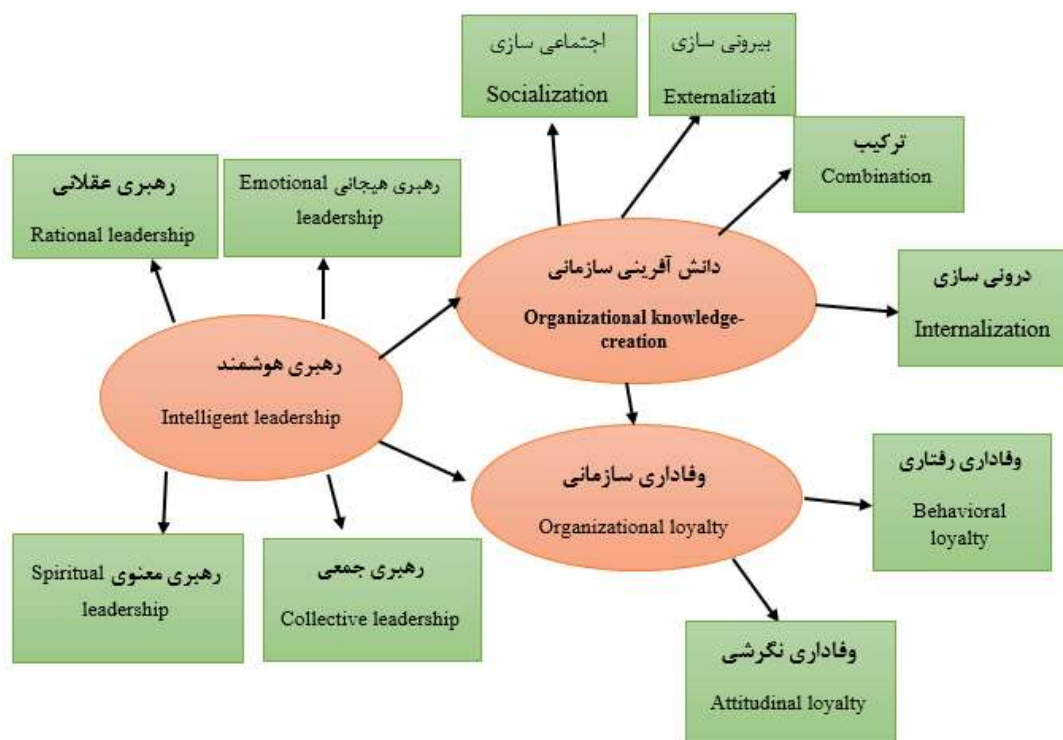 اجتماعی سازی
Socialization
بیرونی سازی
Externalizati
ترکیب
Combination
رهبری عقلانی
Rational leadership
رهبری هیجانی Emotional
leadership
دانش آفرینی سازمانی
Organizational knowledge-
creation
درونی سازی
Internalization
رهبری هوشمند
Intelligent leadership
وفاداری سازمانی
Organizational loyalty
وفاداری رفتاری
Behavioral
loyalty
رهبری معنوی Spiritual
leadership
رهبری جمعی
Collective leadership
وفاداری نگرشی
Attitudinal loyalty